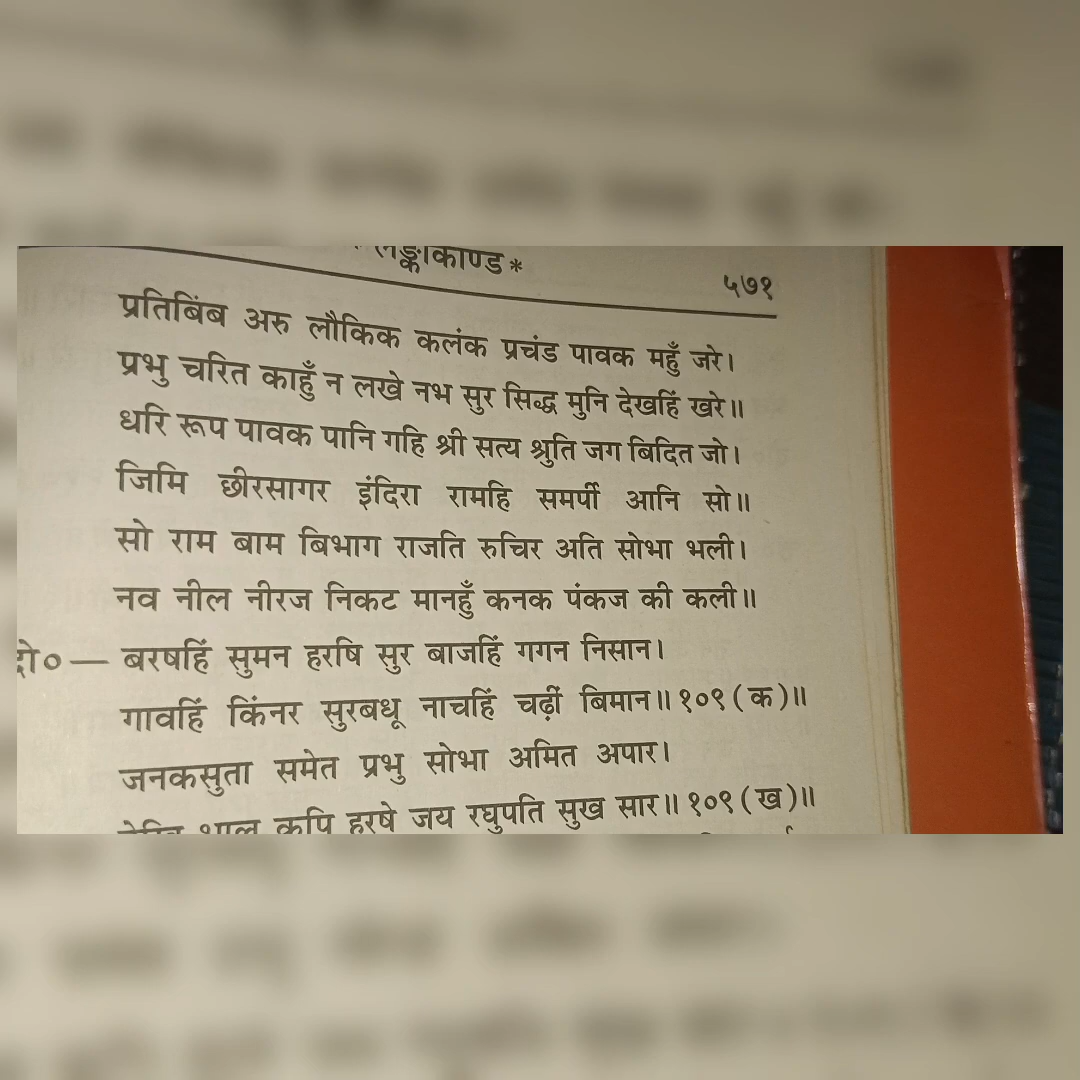 लङ्काकाण्ड *
५७१
प्रतिबिंब अरु लौकिक कलंक प्रचंड पावक महुँ जरे।
प्रभु चरित काहुँ न लखे नभ सुर सिद्ध मुनि देखहिं खरे॥
धरि रूप पावक पानि गहि श्री सत्य श्रुति जग बिदित जो।
जिमि छीरसागर इंदिरा रामहि समर्पी आनि सो॥
सो राम बाम बिभाग राजति रुचिर अति सोभा भली।
नव नील नीरज निकट मानहुँ कनक पंकज की कली॥
दो०— बरषहिं सुमन हरषि सुर बाजहिं गगन निसान।
गावहिं किंनर सुरबधू नाचहिं चढ़ीं बिमान॥ १०९ (क)॥
जनकसुता समेत प्रभु सोभा अमित अपार।
भालु कपि हरषे जय रघुपति सुख सार॥ १०९ (ख)॥